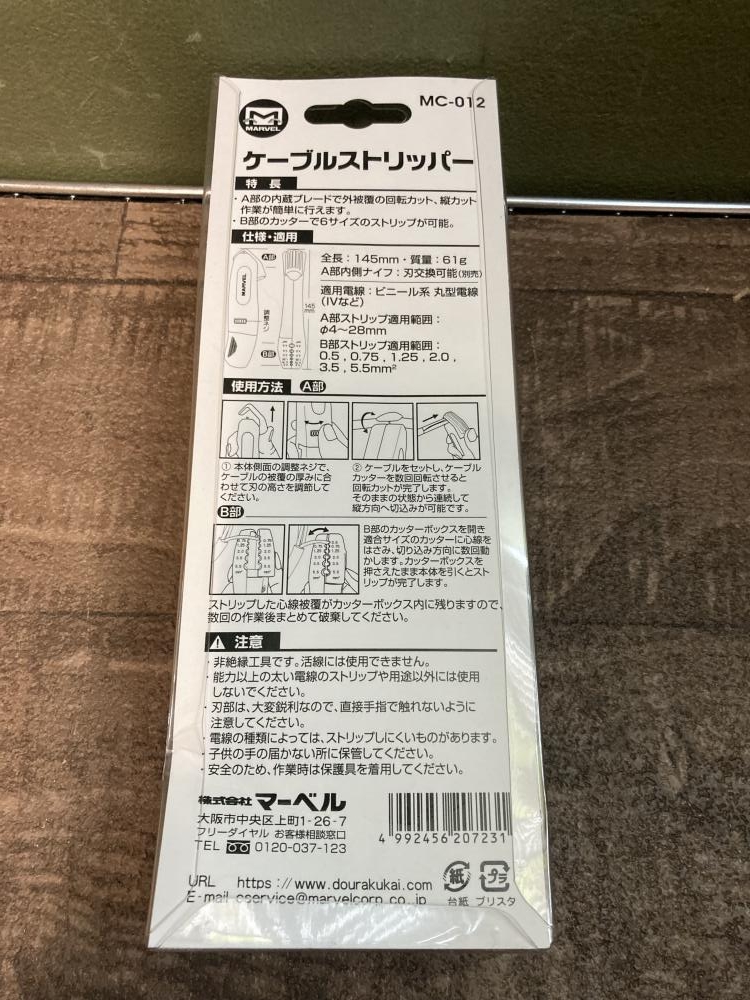 MARVEL
MC-012
ケーブルストリッパー
特長
・A部の内蔵ブレードで外被覆の回転カット、縦カット
作業が簡単に行えます。
・B部のカッターで6サイズのストリップが可能。
仕様・適用
A部
MARVEL
調整ネジ
145mm
B部
全長：145mm・質量：61g
A部内側ナイフ：刃交換可能(別売)
適用電線：ビニール系 丸型電線
(IVなど)
A部ストリップ適用範囲：
φ4〜28mm
B部ストリップ適用範囲：
0.5 , 0.75 , 1.25 , 2.0 ,
3.5 , 5.5mm²
使用方法 A部
① 本体側面の調整ネジで、
ケーブルの被覆の厚みに合
わせて刃の高さを調節して
ください。
② ケーブルをセットし、ケーブル
カッターを数回回転させると
回転カットが完了します。
そのままの状態から連続して
縦方向へ切込みが可能です。
B部
B部のカッターボックスを開き
適合サイズのカッターに心線を
はさみ、切り込み方向に数回動
かします。カッターボックスを
押さえたまま本体を引くとスト
リップが完了します。
ストリップした心線被覆がカッターボックス内に残りますので、
数回の作業後まとめて破棄してください。
注意
・非絶縁工具です。活線には使用できません。
・能力以上の太い電線のストリップや用途以外には使用
しないでください。
・刃部は、大変鋭利なので、直接手指で触れないように
注意してください。
・電線の種類によっては、ストリップしにくいものがあります。
・子供の手の届かない所に保管してください。
・安全のため、作業時は保護具を着用してください。
株式会社マーベル
大阪市中央区上町1-26-7
フリーダイヤル お客様相談窓口
TEL 0120-037-123
4 992456 207231
URL https://www.dourakukai.com
E-mail cservice@marvelcorp.co.jp
紙 プラ
台紙 ブリスタ